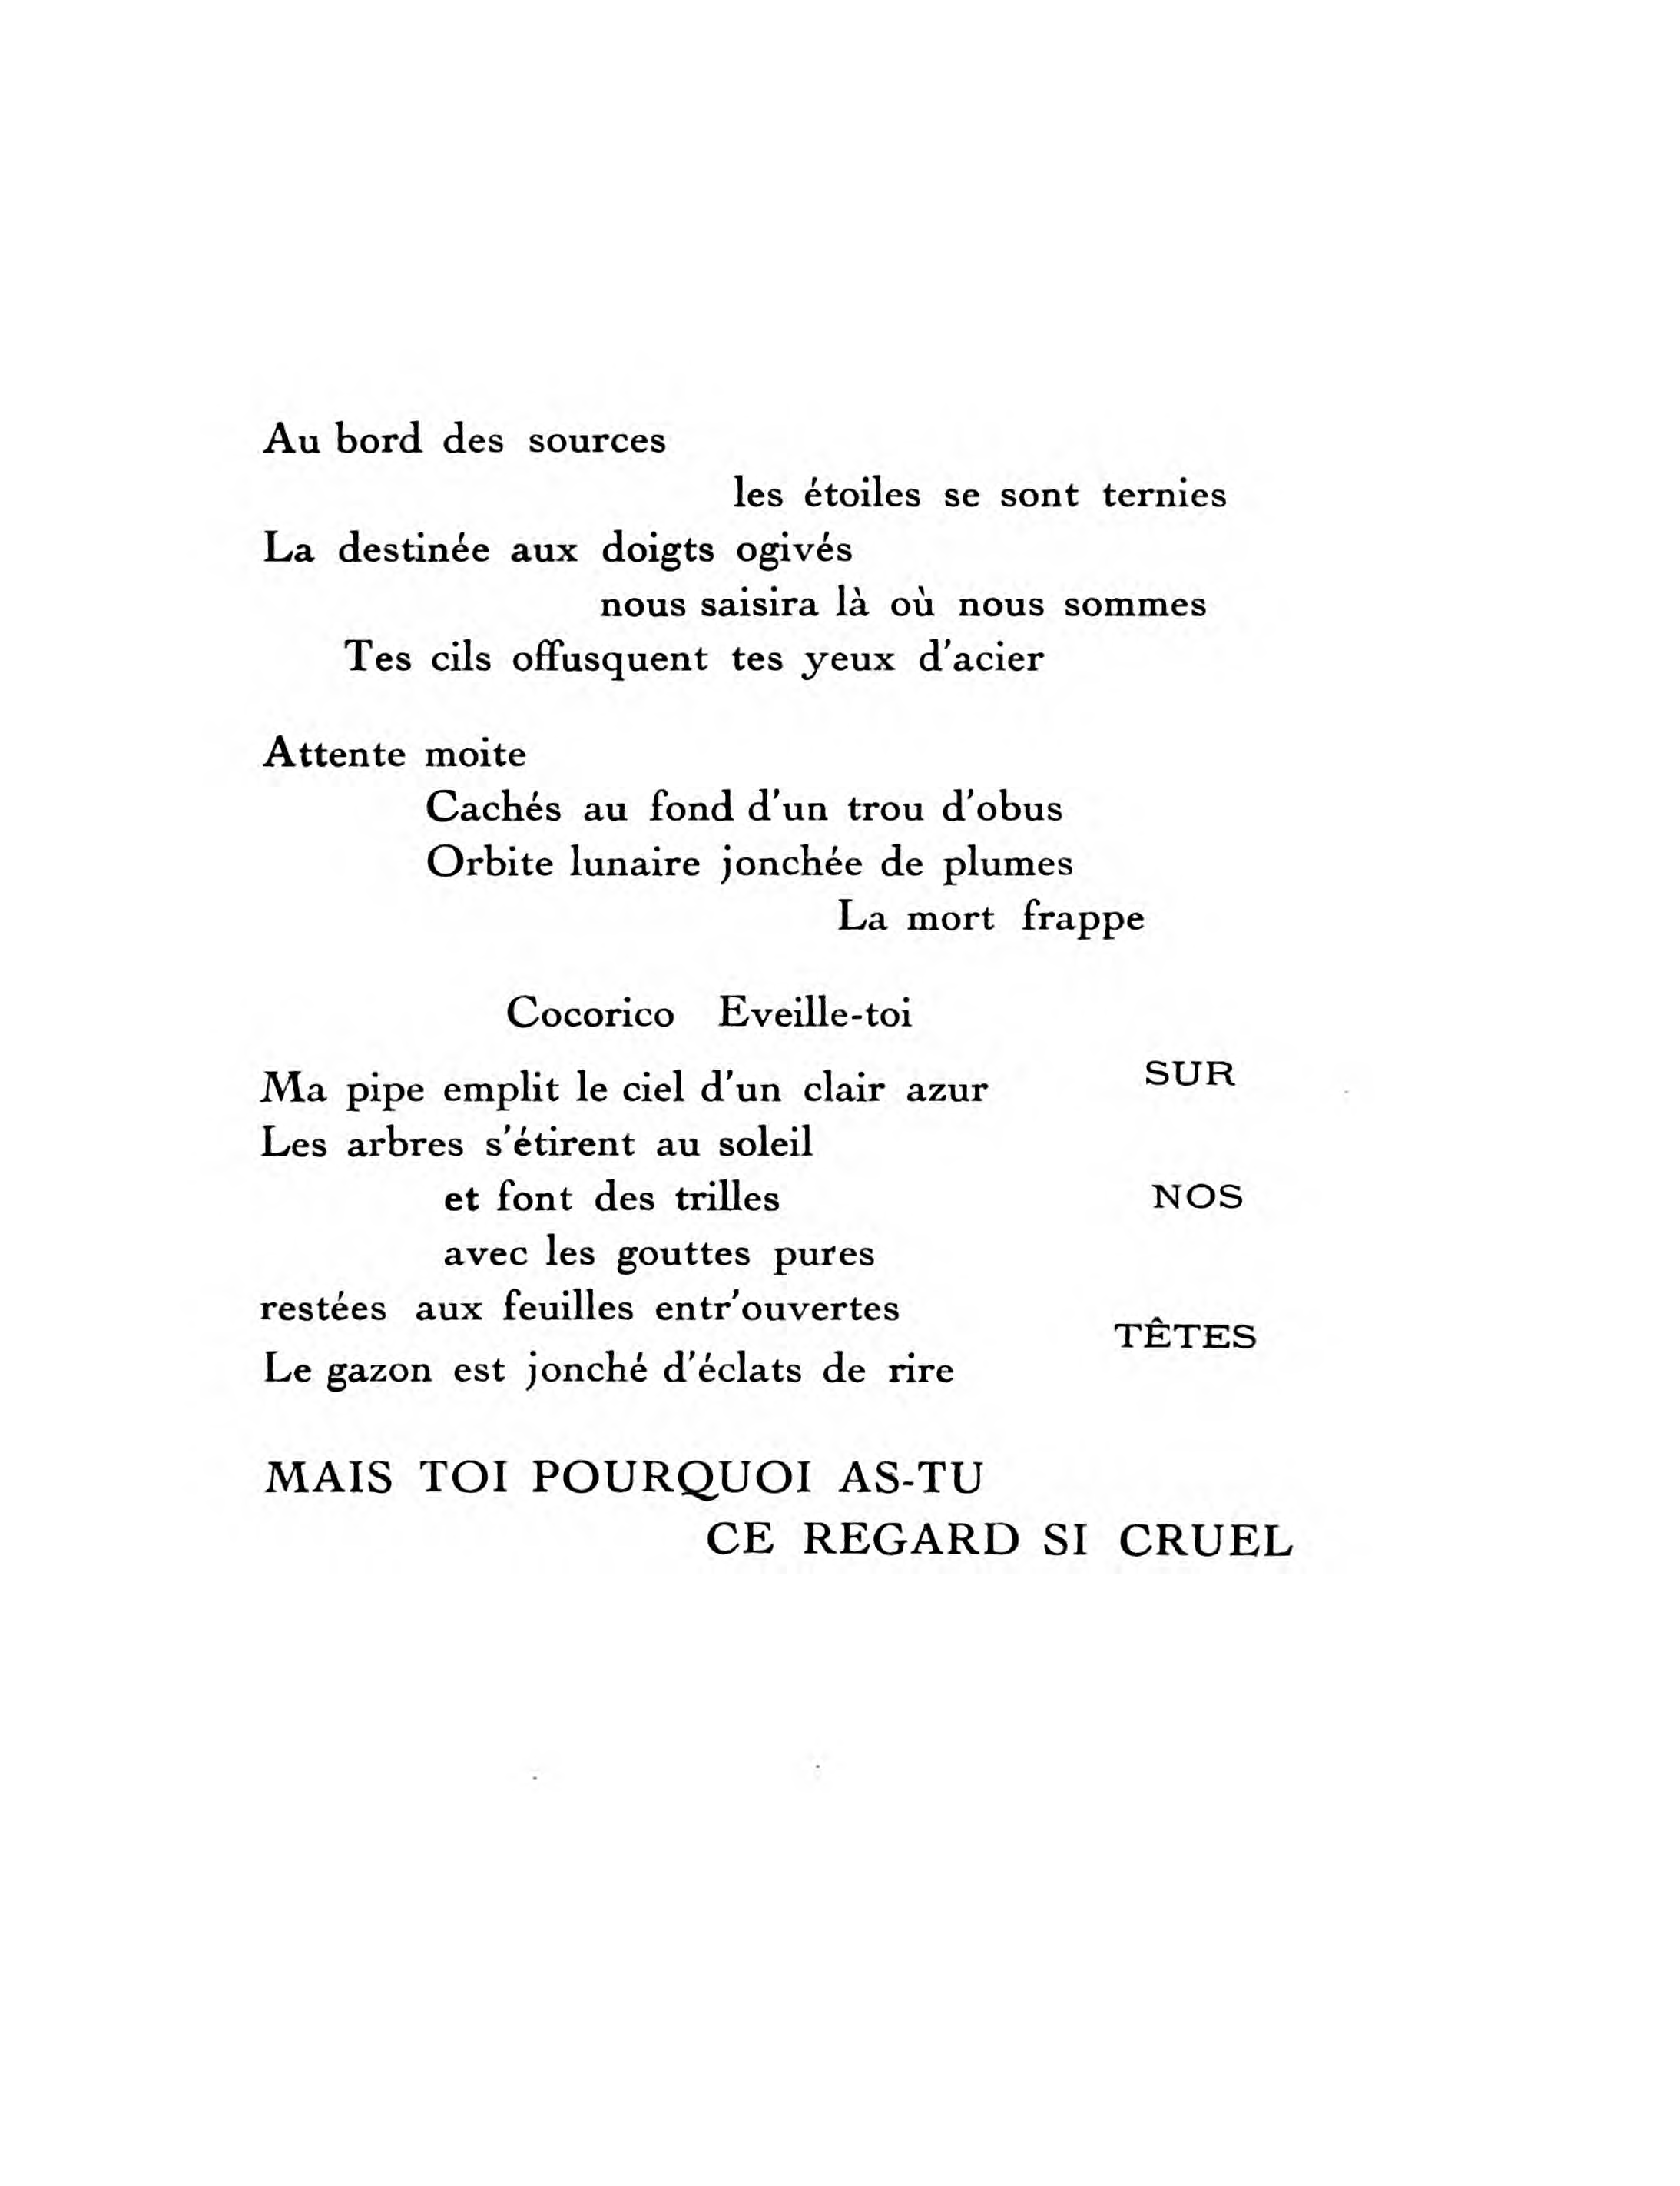 Au bord des sources
les étoiles se sont ternies
La destinée aux doigts ogivés
nous saisira là où nous sommes
Tes cils offusquent tes yeux d'acier
Attente moite
Cachés au fond d'un trou d'obus
Orbite lunaire jonchée de plumes
La mort frappe
Cocorico Eveille-toi
Ma pipe emplit le ciel d'un clair azur
Les arbres s'étirent au soleil
et font des trilles
avec les gouttes pures
restées aux feuilles entr'ouvertes
Le gazon est jonché d'éclats de rire
SUR
NOS
TÊTES
MAIS TOI POURQUOI AS-TU
CE REGARD SI CRUEL